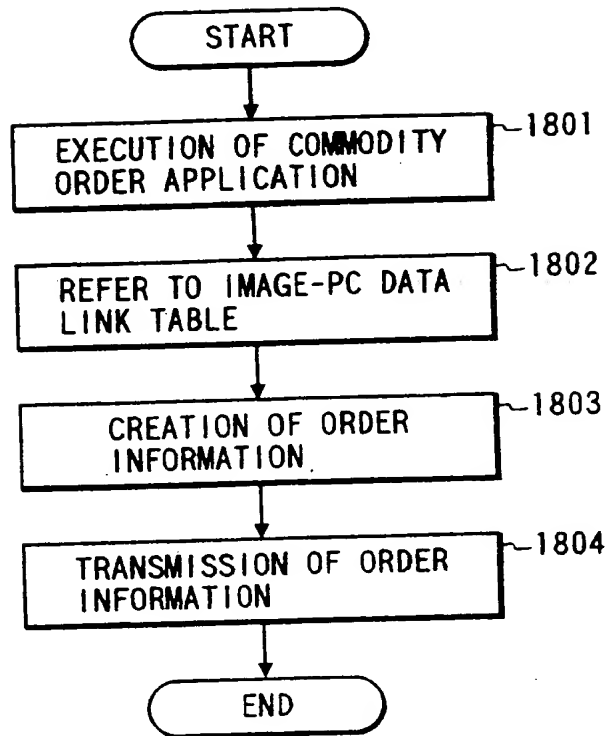 START
EXECUTION OF COMMODITY
ORDER APPLICATION
1801
REFER TO IMAGE-PC DATA
LINK TABLE
1802
CREATION OF ORDER
INFORMATION
1803
TRANSMISSION OF ORDER
INFORMATION
1804
END